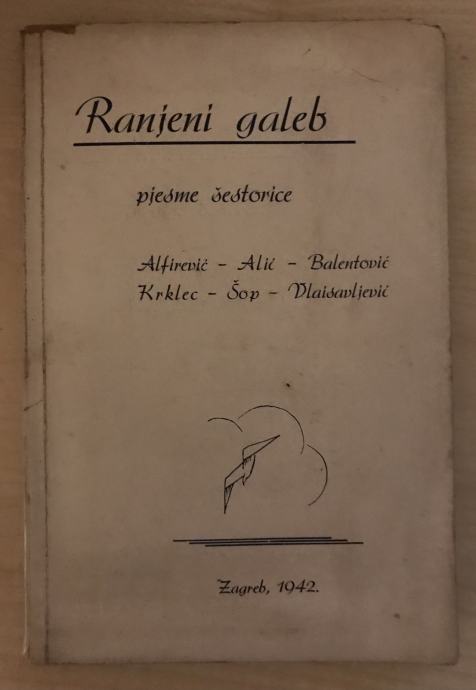 Ranjeni galeb
pjesme šestorice
Alfirević – Alić – Balentović
Krklec – Šop – Vlaisavljević
Zagreb, 1942.